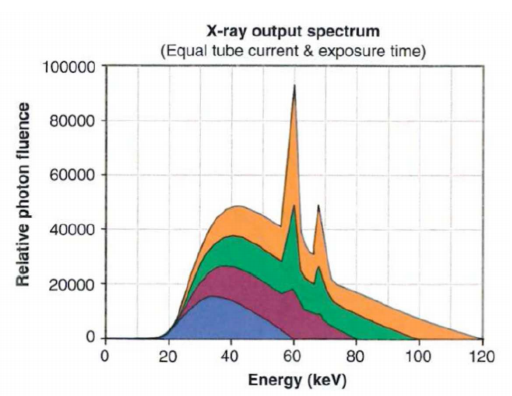 X-ray output spectrum
(Equal tube current & exposure time)
Relative photon fluence
100000
80000
60000
40000
20000
0
0 20 40 60 80 100 120
Energy (keV)